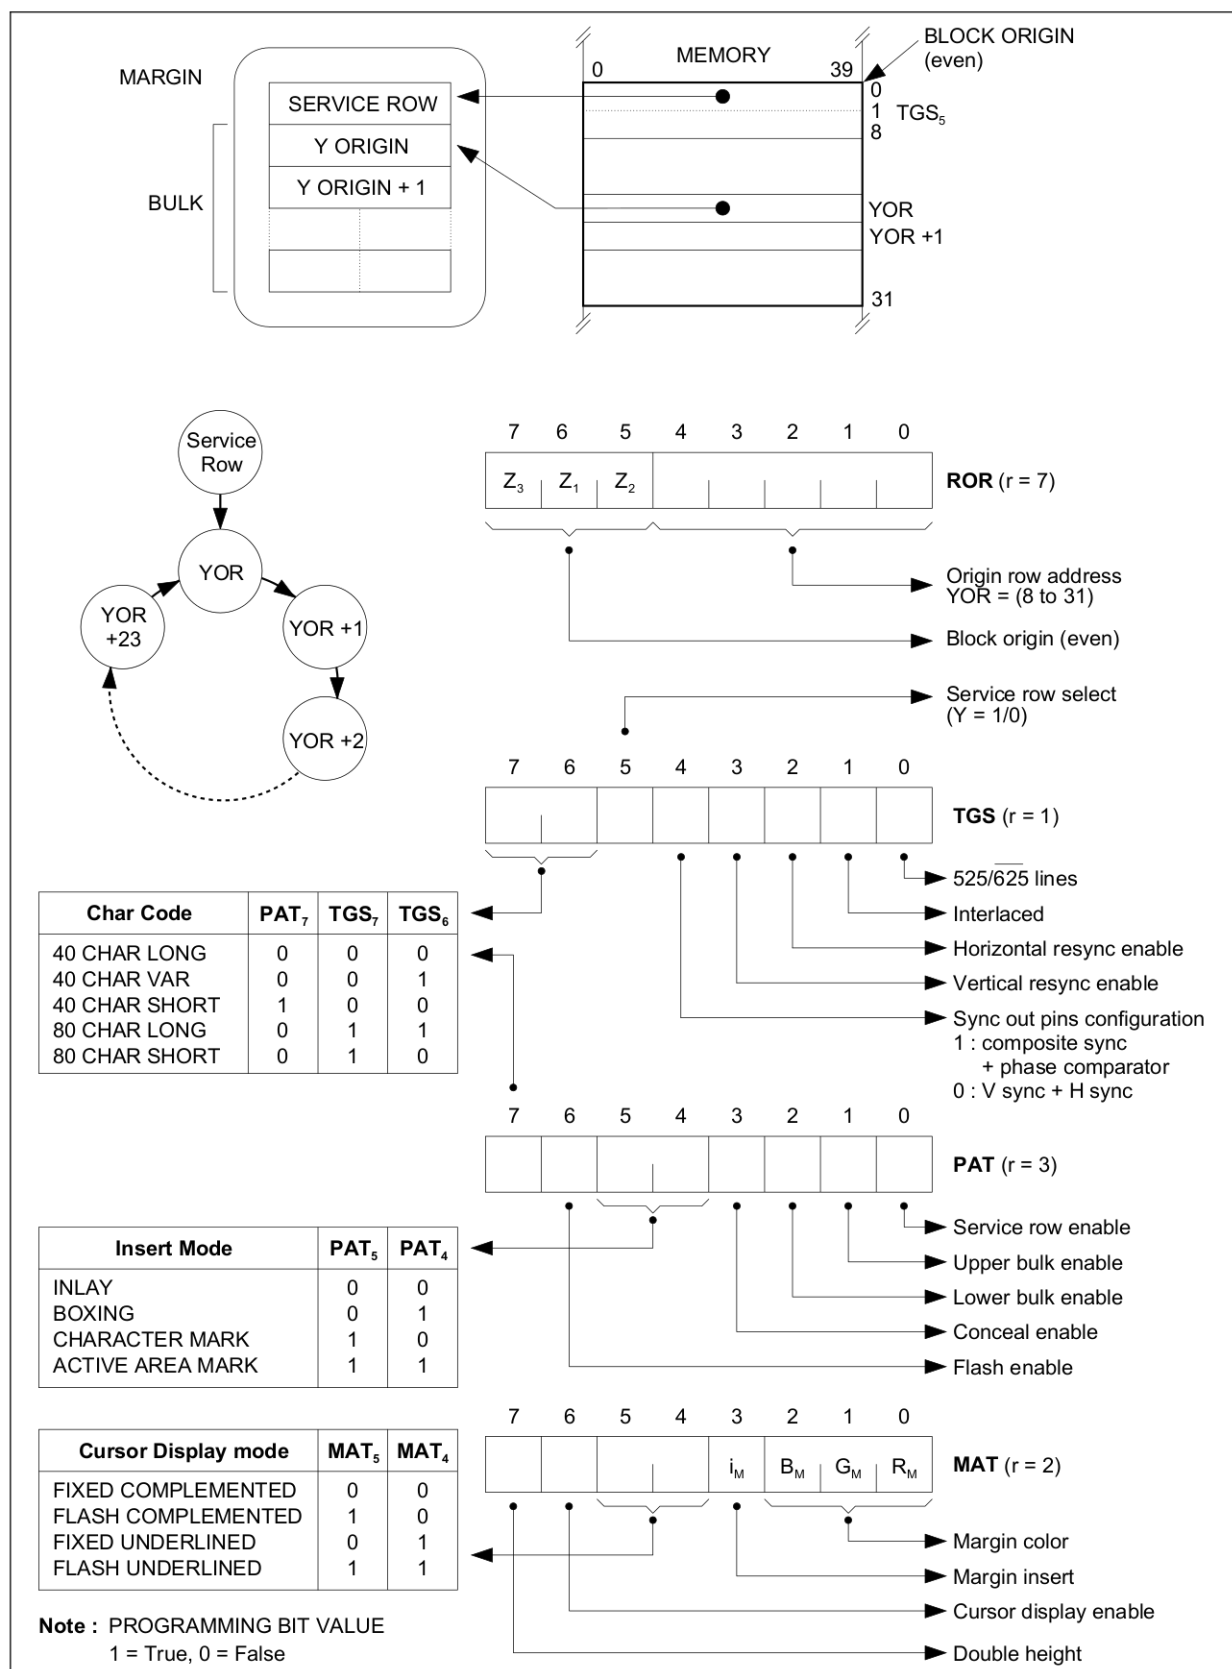 MARGIN
SERVICE ROW
Y ORIGIN
Y ORIGIN + 1
BULK
MEMORY
0 39
BLOCK ORIGIN
(even)
0
1 TGS5
8
YOR
YOR +1
31
Service
Row
YOR
YOR +1
YOR +2
YOR
+23
7 6 5 4 3 2 1 0
Z3 Z1 Z2
ROR (r = 7)
Origin row address
YOR = (8 to 31)
Block origin (even)
Service row select
(Y = 1/0)
7 6 5 4 3 2 1 0
TGS (r = 1)
525/625 lines
Interlaced
Horizontal resync enable
Vertical resync enable
Sync out pins configuration
1 : composite sync
+ phase comparator
0 : V sync + H sync
Char Code PAT7 TGS7 TGS6
40 CHAR LONG 0 0 0
40 CHAR VAR 0 0 1
40 CHAR SHORT 1 0 0
80 CHAR LONG 0 1 1
80 CHAR SHORT 0 1 0
7 6 5 4 3 2 1 0
PAT (r = 3)
Service row enable
Upper bulk enable
Lower bulk enable
Conceal enable
Flash enable
Insert Mode PAT5 PAT4
INLAY 0 0
BOXING 0 1
CHARACTER MARK 1 0
ACTIVE AREA MARK 1 1
7 6 5 4 3 2 1 0
iM BM GM RM
MAT (r = 2)
Margin color
Margin insert
Cursor display enable
Double height
Cursor Display mode MAT5 MAT4
FIXED COMPLEMENTED 0 0
FLASH COMPLEMENTED 1 0
FIXED UNDERLINED 0 1
FLASH UNDERLINED 1 1
Note : PROGRAMMING BIT VALUE
1 = True, 0 = False